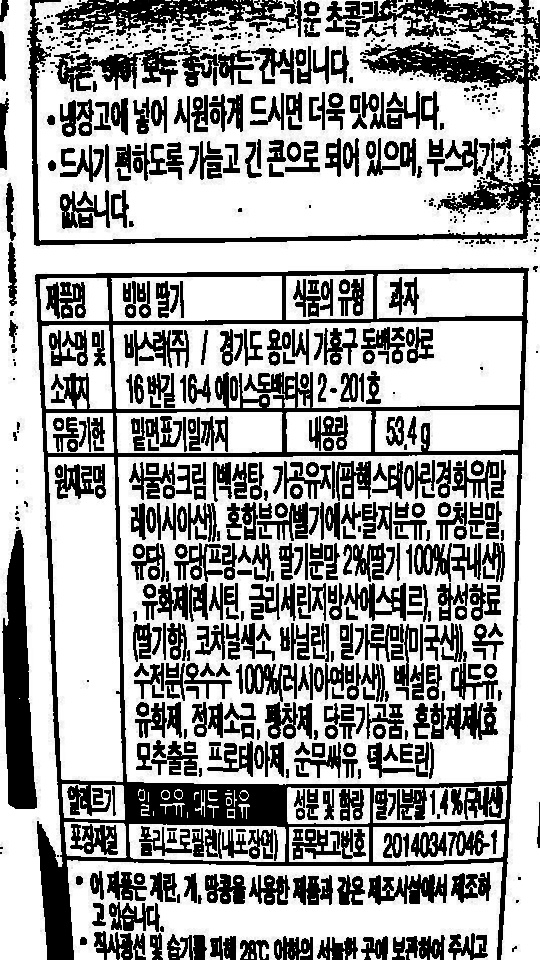 러운 초콜릿
어른, 아이 모두 좋아하는 간식입니다.
• 냉장고에 넣어 시원하게 드시면 더욱 맛있습니다.
• 드시기 편하도록 가늘고 긴 콘으로 되어 있으며, 부스러기가
없습니다.
제품명 빙빙 딸기 식품의 유형 과자
업소명 및 바스락(주) / 경기도 용인시 기흥구 동백중앙로
소재지 16 번길 16-4 에이스동백타워 2 - 201호
유통기한 밑면표기일까지 내용량 53.4 g
원재료명 식물성크림 [백설탕, 가공유지(팜핵스테아린경화유(말
레이시아산)), 혼합분유(벨기에산:탈지분유, 유청분말,
유당), 유당(프랑스산), 딸기분말 2%(딸기 100%(국내산))
, 유화제(레시틴, 글리세린지방산에스테르), 합성향료
(딸기향), 코치닐색소, 바닐린], 밀가루(밀(미국산)), 옥수
수전분(옥수수 100%(러시아연방산)), 백설탕, 대두유,
유화제, 정제소금, 팽창제, 당류가공품, 혼합제제(효
모추출물, 프로테아제, 순무씨유, 덱스트린)
알레르기 밀, 우유, 대두 함유 성분 및 함량 딸기분말 1.4%(국내산)
포장재질 폴리프로필렌(내포장면) 품목보고번호 20140347046-1
• 이 제품은 계란, 게, 땅콩을 사용한 제품과 같은 제조시설에서 제조하
고 있습니다.
• 직사광선 및 습기를 피해 28℃ 이하의 서늘한 곳에 보관하여 주시고